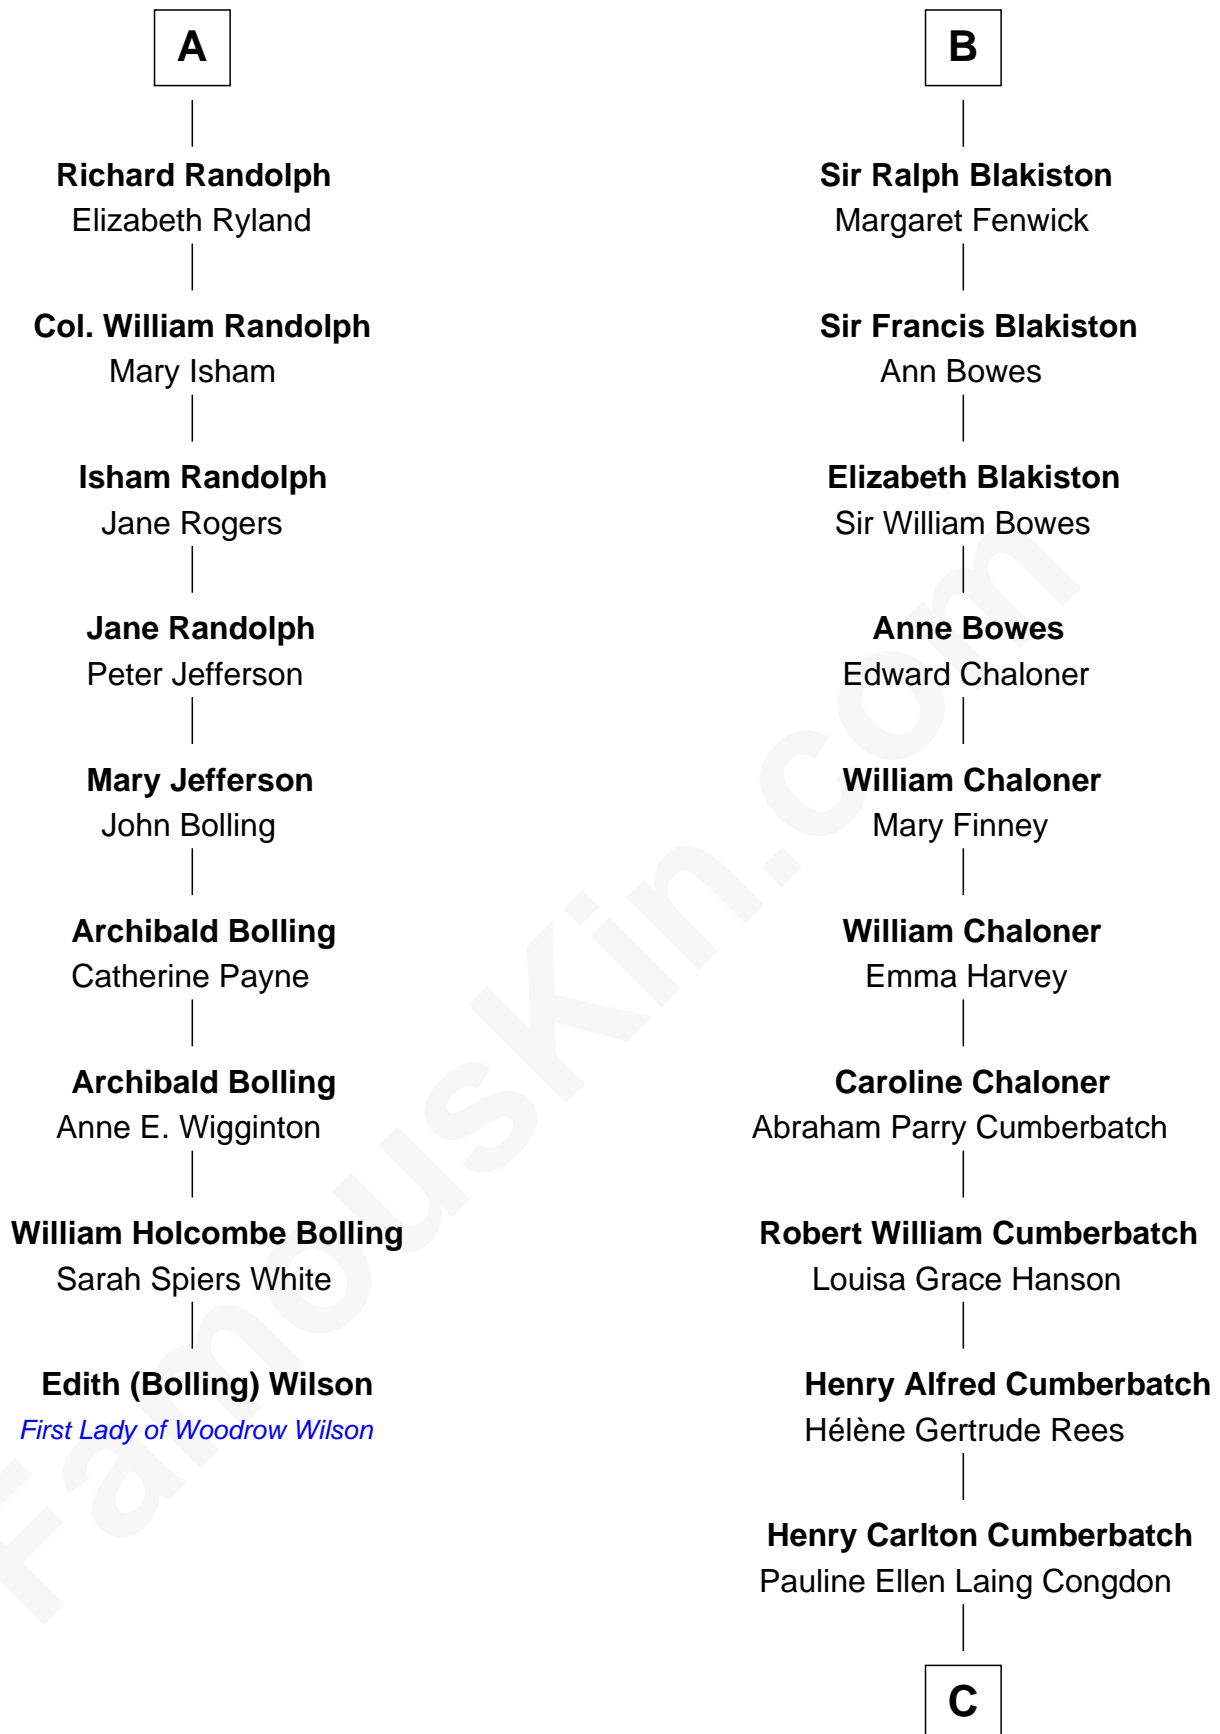 A
Richard Randolph
Elizabeth Ryland
Col. William Randolph
Mary Isham
Isham Randolph
Jane Rogers
Jane Randolph
Peter Jefferson
Mary Jefferson
John Bolling
Archibald Bolling
Catherine Payne
Archibald Bolling
Anne E. Wigginton
William Holcombe Bolling
Sarah Spiers White
Edith (Bolling) Wilson
First Lady of Woodrow Wilson
B
Sir Ralph Blakiston
Margaret Fenwick
Sir Francis Blakiston
Ann Bowes
Elizabeth Blakiston
Sir William Bowes
Anne Bowes
Edward Chaloner
William Chaloner
Mary Finney
William Chaloner
Emma Harvey
Caroline Chaloner
Abraham Parry Cumberbatch
Robert William Cumberbatch
Louisa Grace Hanson
Henry Alfred Cumberbatch
Hélène Gertrude Rees
Henry Carlton Cumberbatch
Pauline Ellen Laing Congdon
C
FamousKin.com